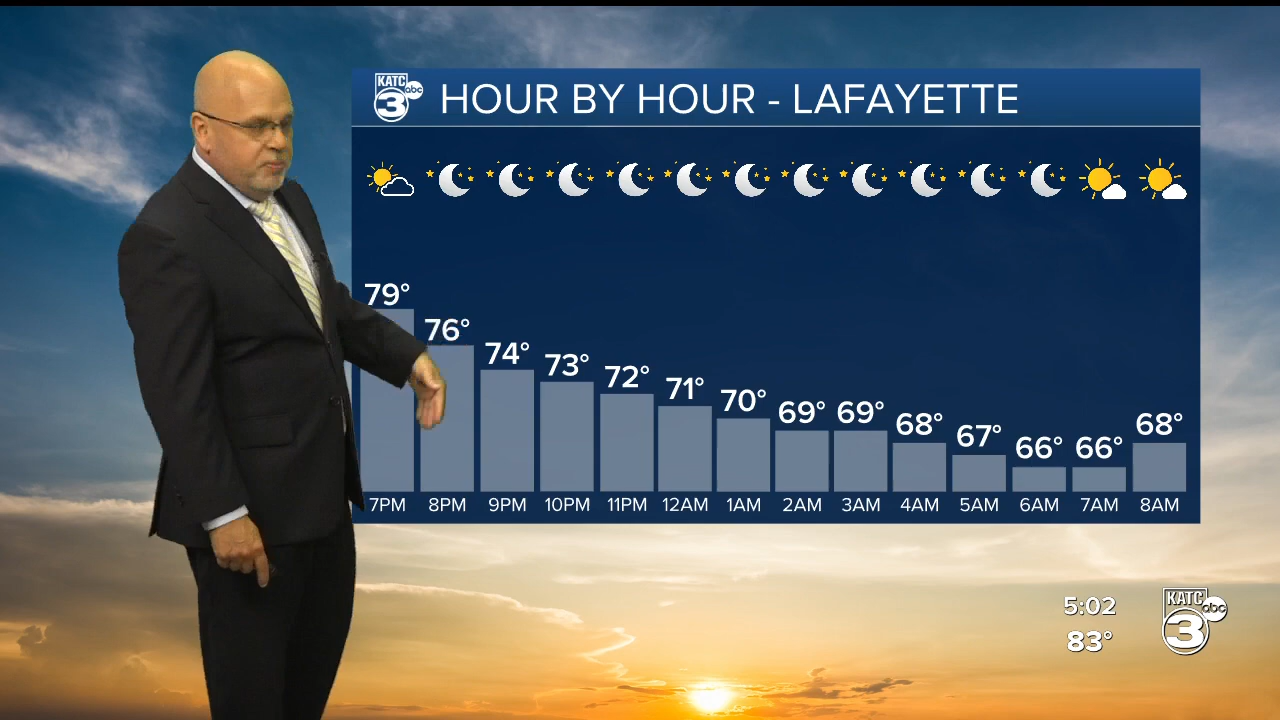 KATC
abc
3
HOUR BY HOUR - LAFAYETTE
79° 76° 74° 73° 72° 71° 70° 69° 69° 68° 67° 66° 66° 68°
7PM 8PM 9PM 10PM 11PM 12AM 1AM 2AM 3AM 4AM 5AM 6AM 7AM 8AM
5:02
83°
KATC
abc
3